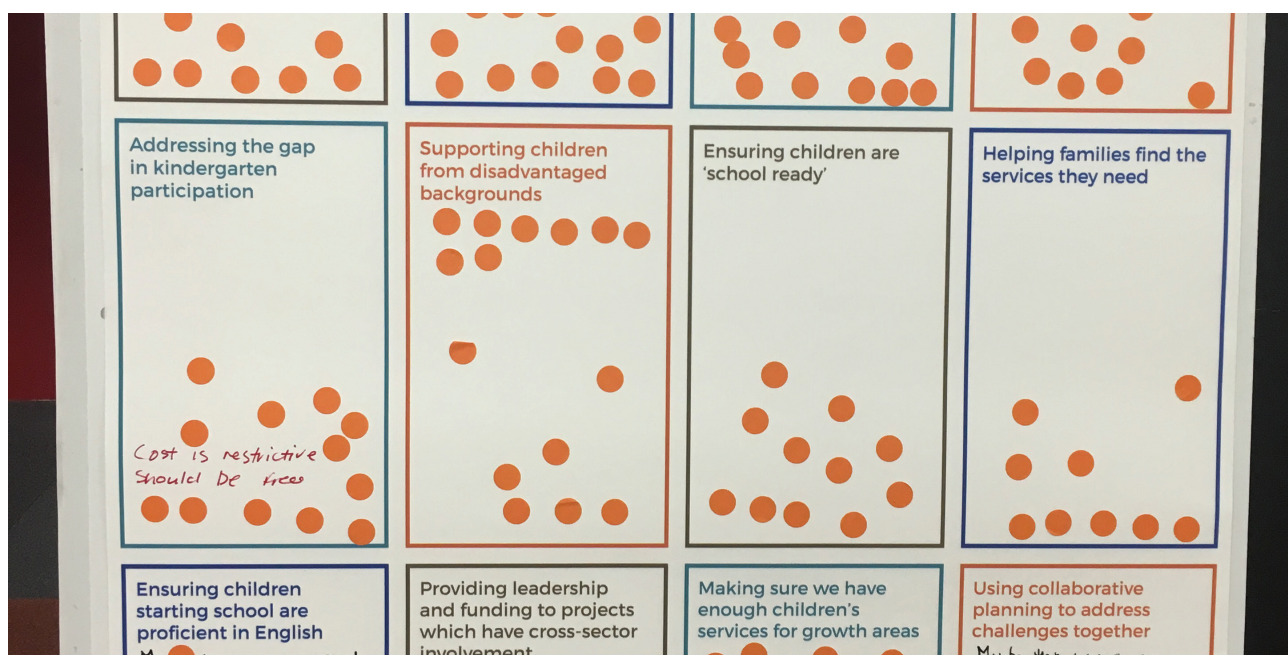 Addressing the gap
in kindergarten
participation
Cost is restrictive
should be free
Supporting children
from disadvantaged
backgrounds
Ensuring children are
‘school ready’
Helping families find the
services they need
Ensuring children
starting school are
proficient in English
Providing leadership
and funding to projects
which have cross-sector
involvement
Making sure we have
enough children's
services for growth areas
Using collaborative
planning to address
challenges together